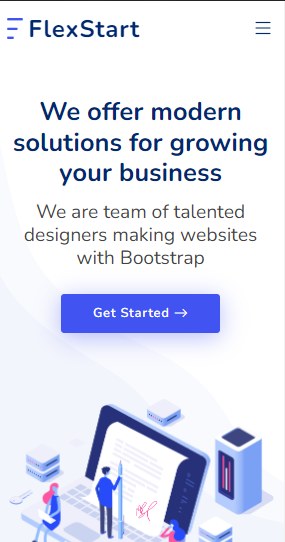 FlexStart
We offer modern
solutions for growing
your business
We are team of talented
designers making websites
with Bootstrap
Get Started →